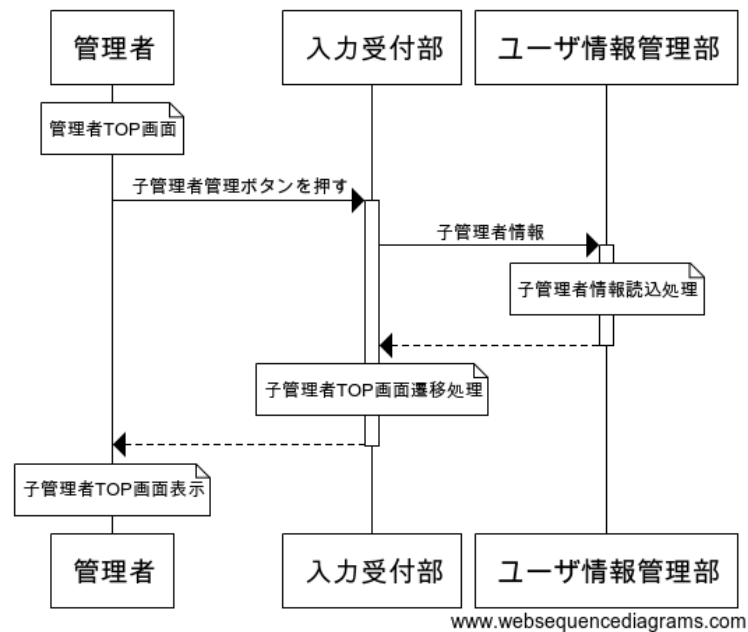 管理者
入力受付部
ユーザ情報管理部
管理者TOP画面
子管理者管理ボタンを押す
子管理者情報
子管理者情報読込処理
子管理者TOP画面遷移処理
子管理者TOP画面表示
管理者
入力受付部
ユーザ情報管理部
www.websequencediagrams.com